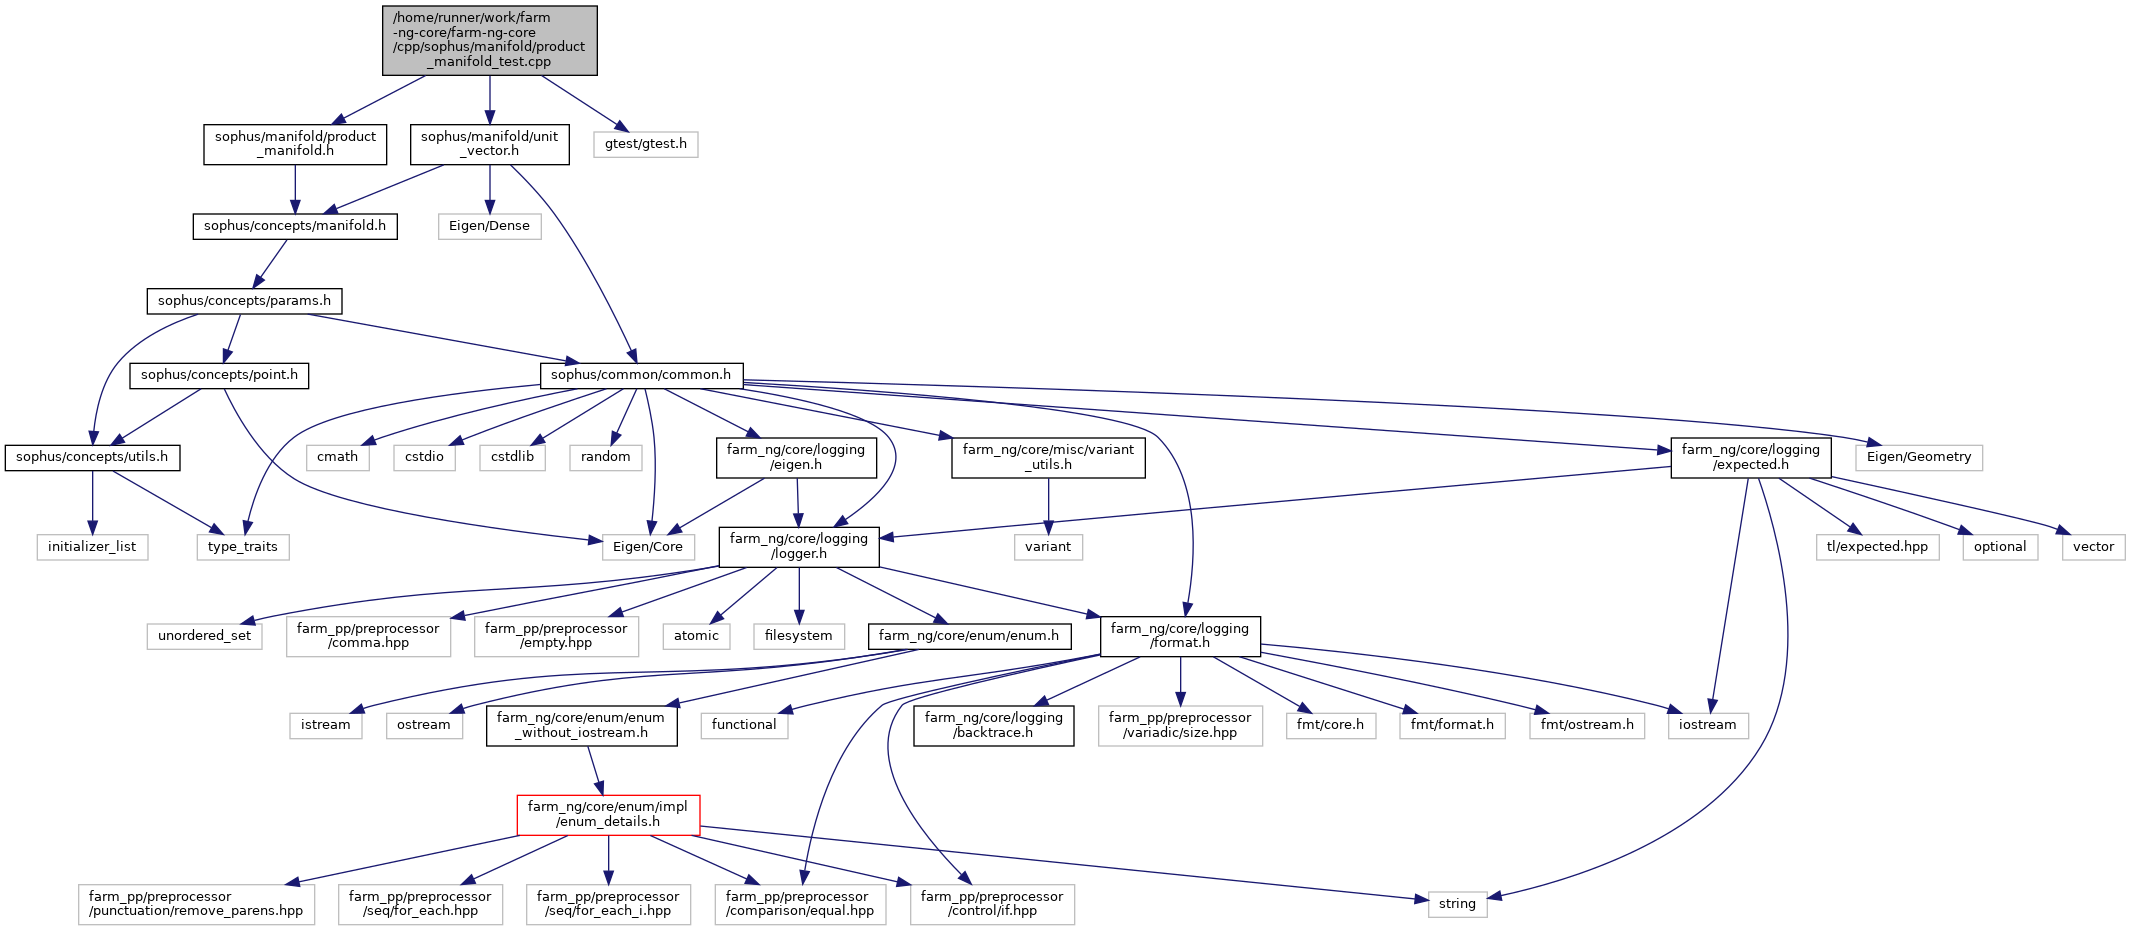 /home/runner/work/farm
-ng-core/farm-ng-core
/cpp/sophus/manifold/product
_manifold_test.cpp
sophus/manifold/product
_manifold.h
sophus/manifold/unit
_vector.h
gtest/gtest.h
sophus/concepts/manifold.h
Eigen/Dense
sophus/concepts/params.h
sophus/concepts/point.h
sophus/common/common.h
sophus/concepts/utils.h
cmath
cstdio
cstdlib
random
farm_ng/core/logging
/eigen.h
farm_ng/core/misc/variant
_utils.h
farm_ng/core/logging
/expected.h
Eigen/Geometry
initializer_list
type_traits
Eigen/Core
farm_ng/core/logging
/logger.h
variant
tl/expected.hpp
optional
vector
unordered_set
farm_pp/preprocessor
/comma.hpp
farm_pp/preprocessor
/empty.hpp
atomic
filesystem
farm_ng/core/enum/enum.h
farm_ng/core/logging
/format.h
istream
ostream
farm_ng/core/enum/enum
_without_iostream.h
functional
farm_ng/core/logging
/backtrace.h
farm_pp/preprocessor
/variadic/size.hpp
fmt/core.h
fmt/format.h
fmt/ostream.h
iostream
farm_ng/core/enum/impl
/enum_details.h
farm_pp/preprocessor
/punctuation/remove_parens.hpp
farm_pp/preprocessor
/seq/for_each.hpp
farm_pp/preprocessor
/seq/for_each_i.hpp
farm_pp/preprocessor
/comparison/equal.hpp
farm_pp/preprocessor
/control/if.hpp
string